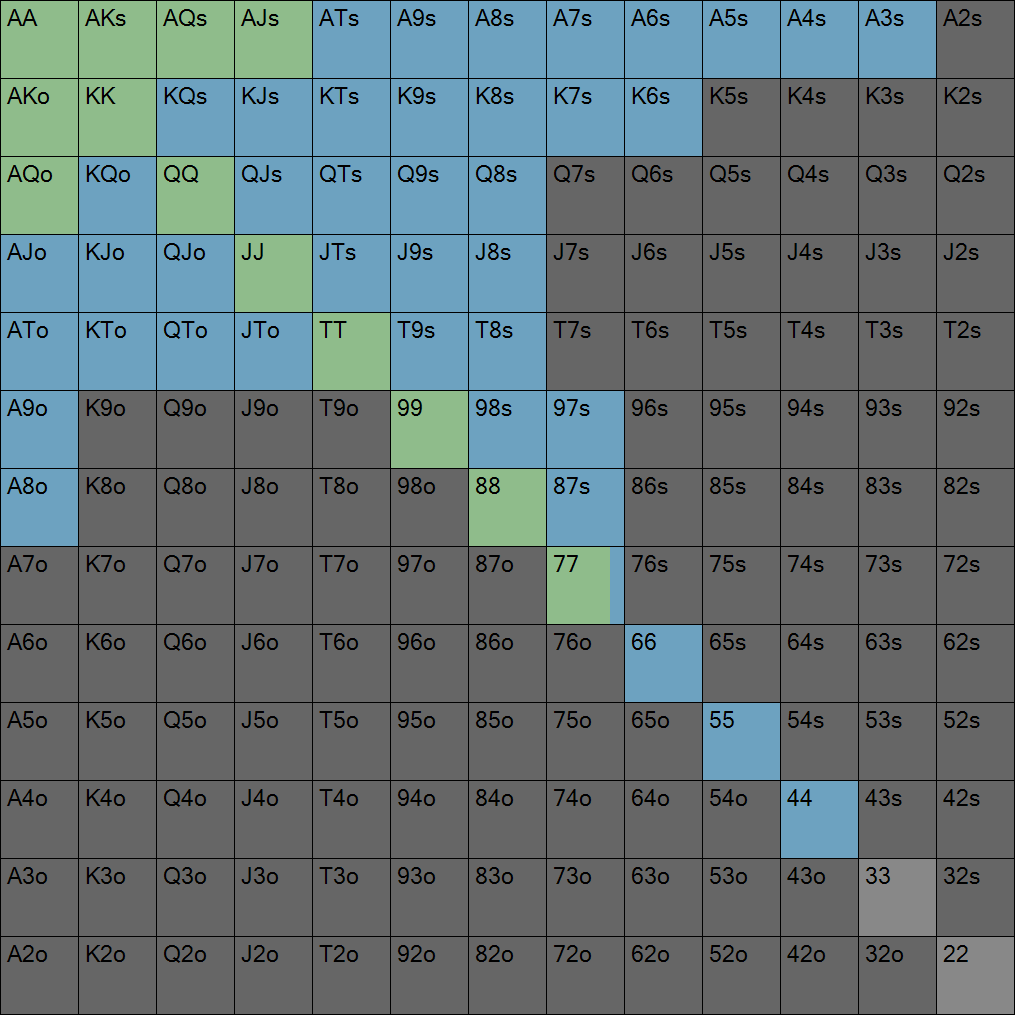 AA AKs AQs AJs ATs A9s A8s A7s A6s A5s A4s A3s A2s
AKo KK KQs KJs KTs K9s K8s K7s K6s K5s K4s K3s K2s
AQo KQo QQ QJs QTs Q9s Q8s Q7s Q6s Q5s Q4s Q3s Q2s
AJo KJo QJo JJ JTs J9s J8s J7s J6s J5s J4s J3s J2s
ATo KTo QTo JTo TT T9s T8s T7s T6s T5s T4s T3s T2s
A9o K9o Q9o J9o T9o 99 98s 97s 96s 95s 94s 93s 92s
A8o K8o Q8o J8o T8o 98o 88 87s 86s 85s 84s 83s 82s
A7o K7o Q7o J7o T7o 97o 87o 77 76s 75s 74s 73s 72s
A6o K6o Q6o J6o T6o 96o 86o 76o 66 65s 64s 63s 62s
A5o K5o Q5o J5o T5o 95o 85o 75o 65o 55 54s 53s 52s
A4o K4o Q4o J4o T4o 94o 84o 74o 64o 54o 44 43s 42s
A3o K3o Q3o J3o T3o 93o 83o 73o 63o 53o 43o 33 32s
A2o K2o Q2o J2o T2o 92o 82o 72o 62o 52o 42o 32o 22